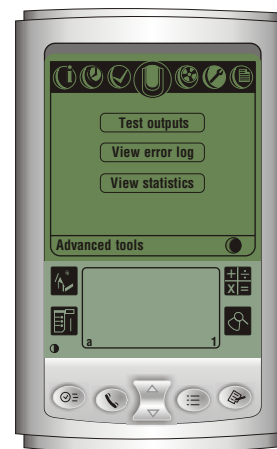 Test outputs
View error log
View statistics
Advanced tools
a 1